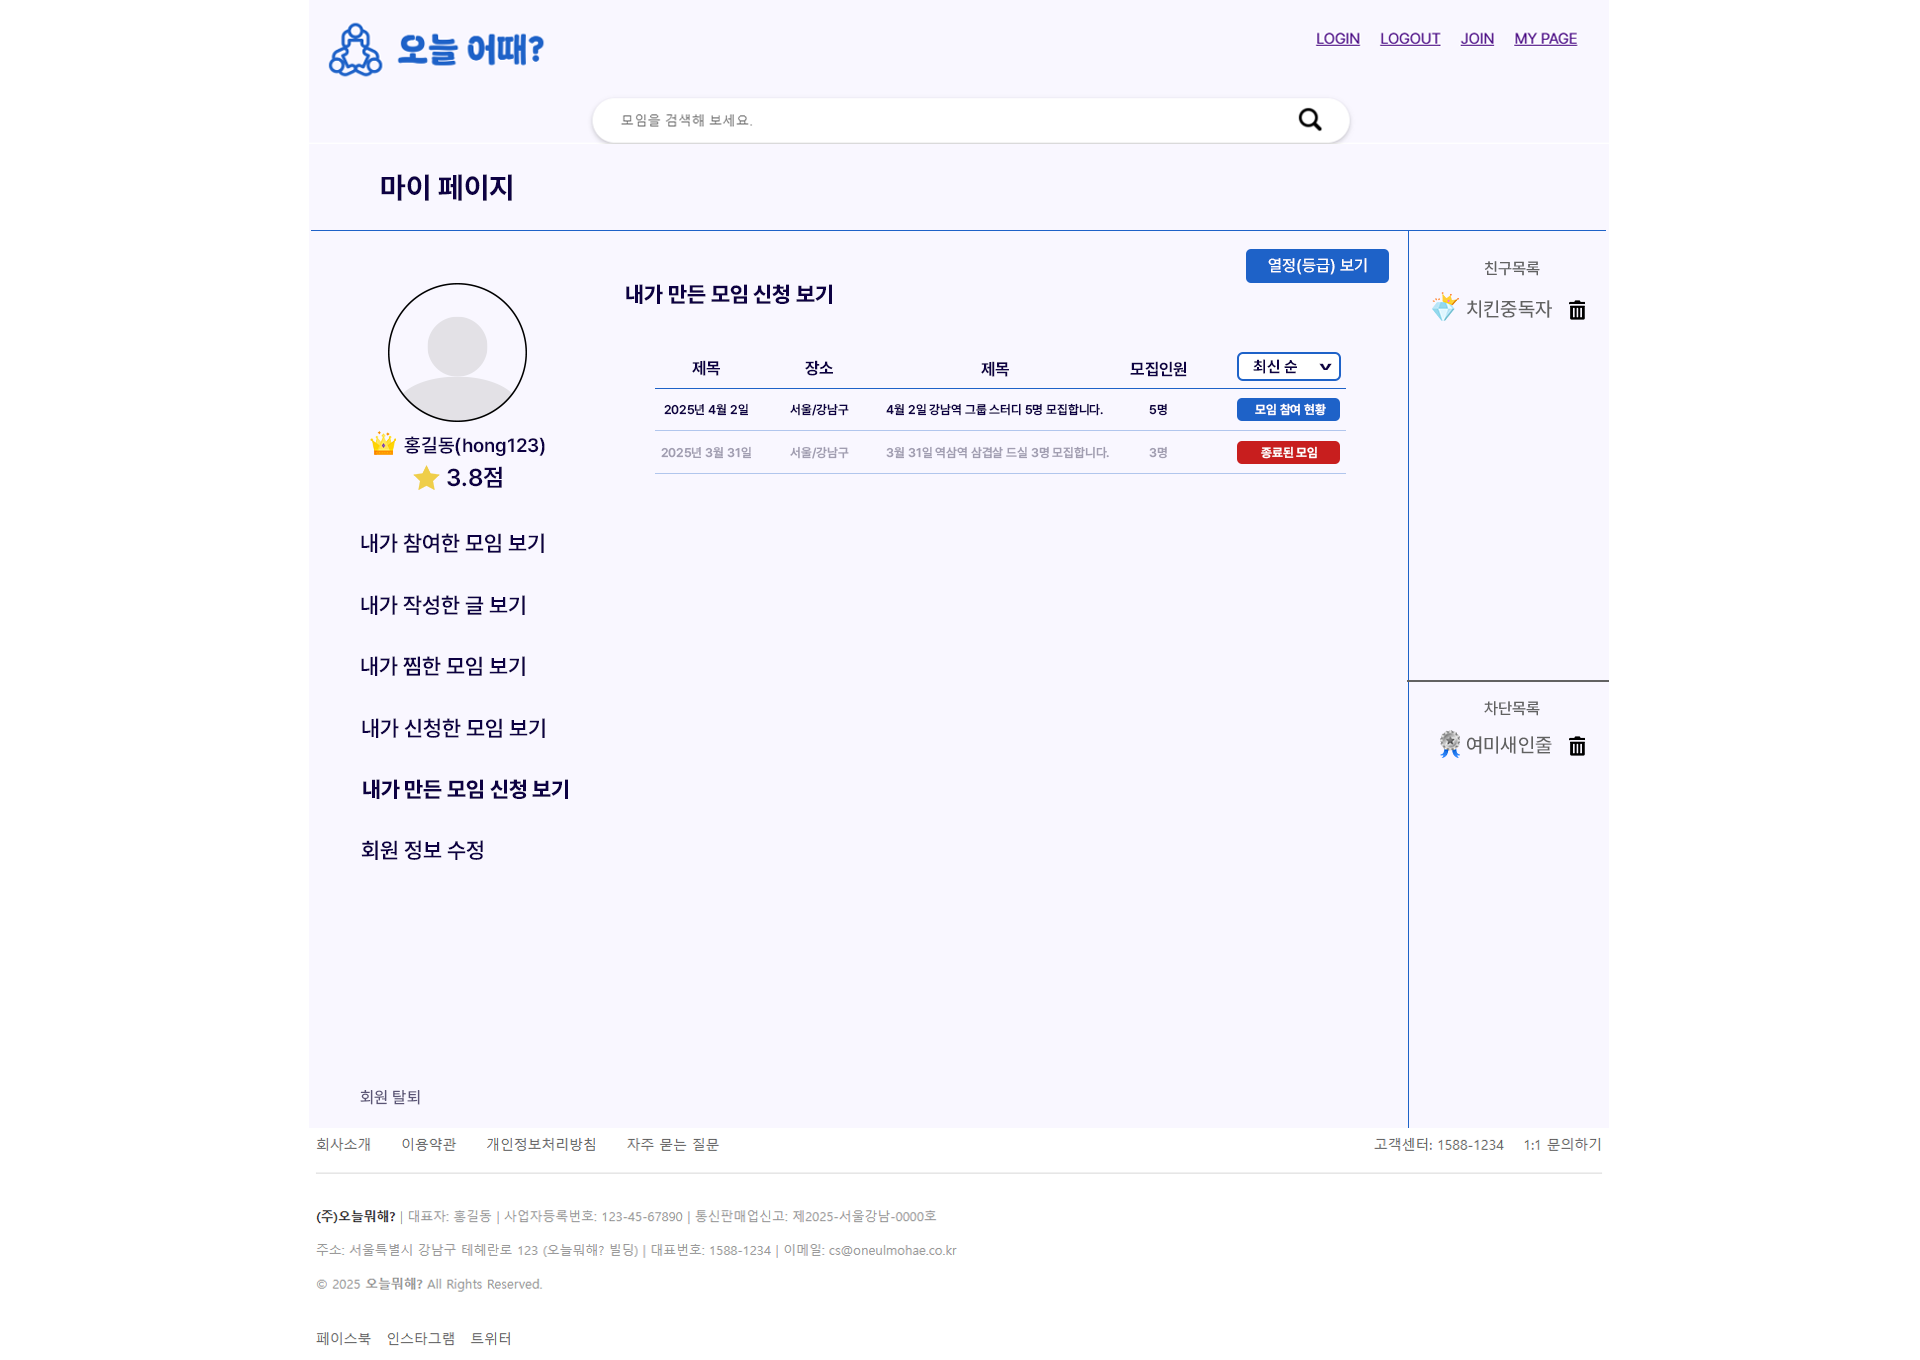 오늘 어때?
LOGIN LOGOUT JOIN MY PAGE
모임을 검색해 보세요.
마이 페이지
열정(등급) 보기
내가 만든 모임 신청 보기
제목 장소 제목 모집인원 최신 순
2025년 4월 2일 서울/강남구 4월 2일 강남역 그룹 스터디 5명 모집합니다. 5명 모임 참여 현황
2025년 3월 31일 서울/강남구 3월 31일 역삼역 삼겹살 드실 3명 모집합니다. 3명 종료된 모임
홍길동(hong123)
3.8점
내가 참여한 모임 보기
내가 작성한 글 보기
내가 찜한 모임 보기
내가 신청한 모임 보기
내가 만든 모임 신청 보기
회원 정보 수정
회원 탈퇴
친구목록
치킨중독자
차단목록
여미새인줄
회사소개 이용약관 개인정보처리방침 자주 묻는 질문 고객센터: 1588-1234 1:1 문의하기
(주)오늘뭐해? | 대표자: 홍길동 | 사업자등록번호: 123-45-67890 | 통신판매업신고: 제2025-서울강남-0000호
주소: 서울특별시 강남구 테헤란로 123 (오늘뭐해? 빌딩) | 대표번호: 1588-1234 | 이메일: cs@oneulmohae.co.kr
© 2025 오늘뭐해? All Rights Reserved.
페이스북 인스타그램 트위터